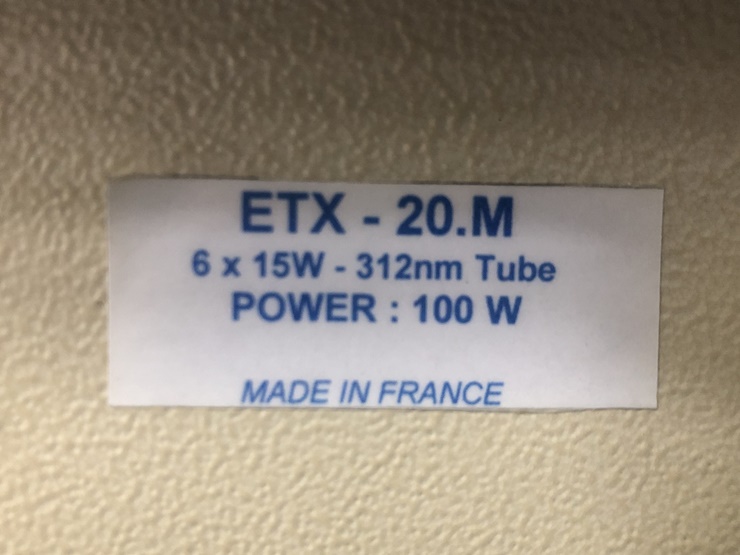 ETX - 20.M
6 x 15W - 312nm Tube
POWER : 100 W
MADE IN FRANCE